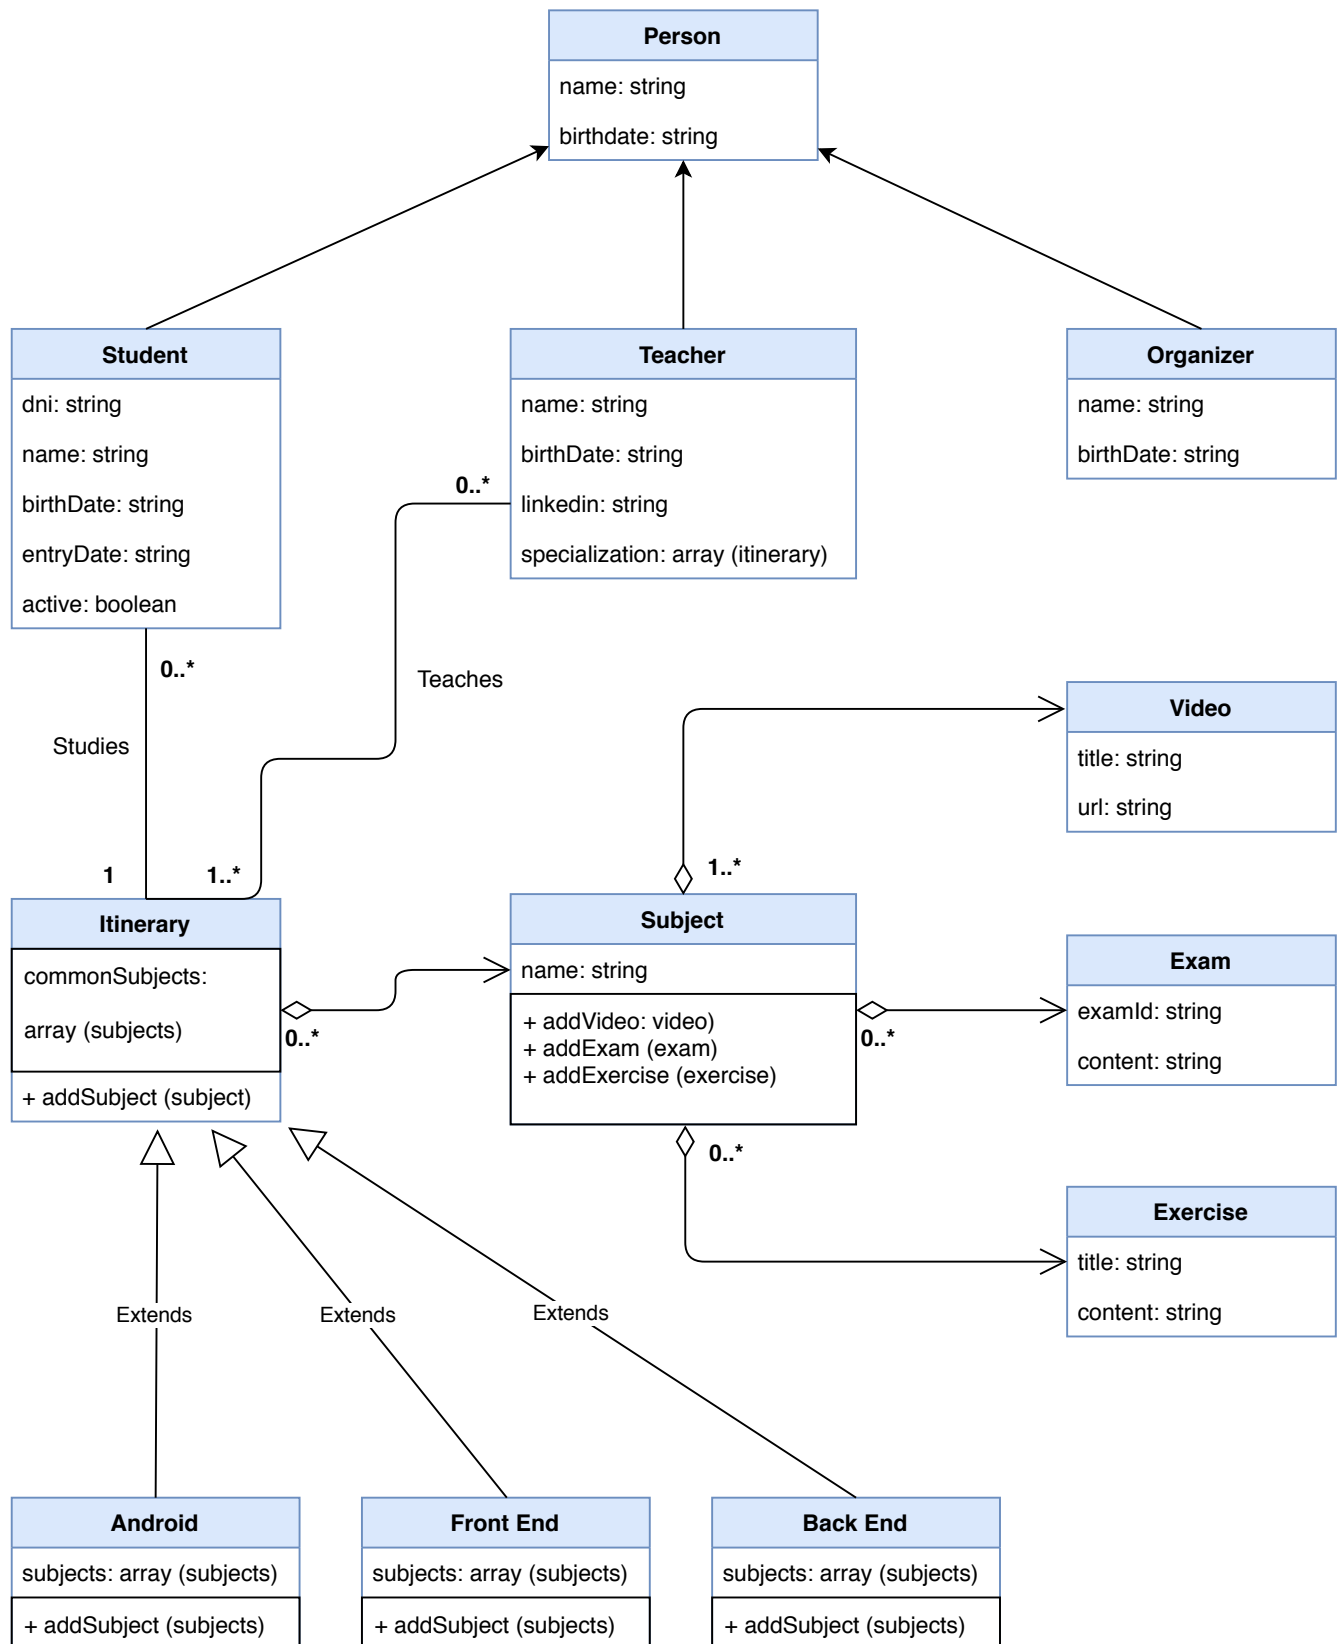 Person
name: string
birthdate: string
Student
dni: string
name: string
birthDate: string
entryDate: string
active: boolean
Teacher
name: string
birthDate: string
linkedin: string
specialization: array (itinerary)
Organizer
name: string
birthDate: string
0..*
0..*
Teaches
Studies
1
1..*
Video
title: string
url: string
1..*
Itinerary
commonSubjects:
array (subjects)
+ addSubject (subject)
0..*
Subject
name: string
+ addVideo: video)
+ addExam (exam)
+ addExercise (exercise)
0..*
0..*
Exam
examId: string
content: string
Exercise
title: string
content: string
Extends
Extends
Extends
Android
subjects: array (subjects)
+ addSubject (subjects)
Front End
subjects: array (subjects)
+ addSubject (subjects)
Back End
subjects: array (subjects)
+ addSubject (subjects)